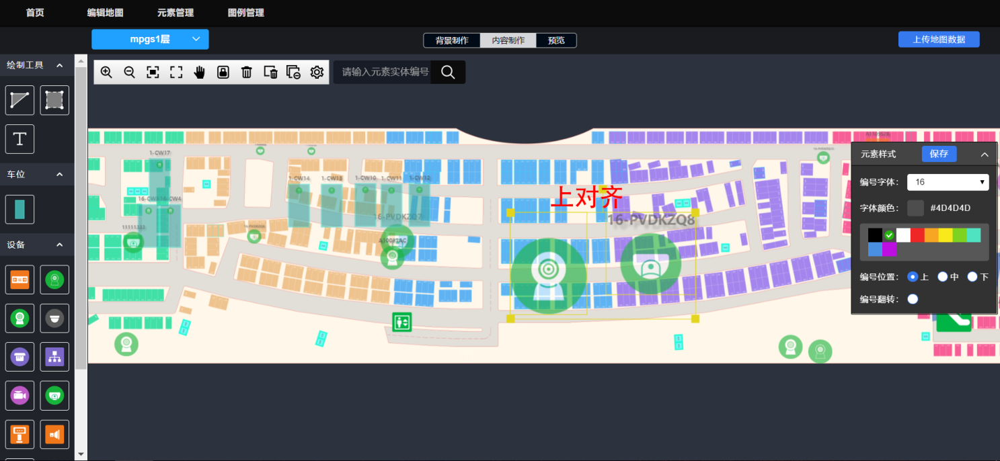 首页 编辑地图 元素管理 图例管理
mpgs1层
背景制作 内容制作 预览
上传地图数据
绘制工具
请输入元素实体编号
T
车位
设备
1-CW17
1-CW14 1-CW13 1-CW10 1-CW11 1-CW12
16-PVDKZQ7
11111333
A10081AC
上对齐
16-PVDKZQ8
元素样式 保存
编号字体: 16
字体颜色: #4D4D4D
编号位置: 上 中 下
编号翻转: